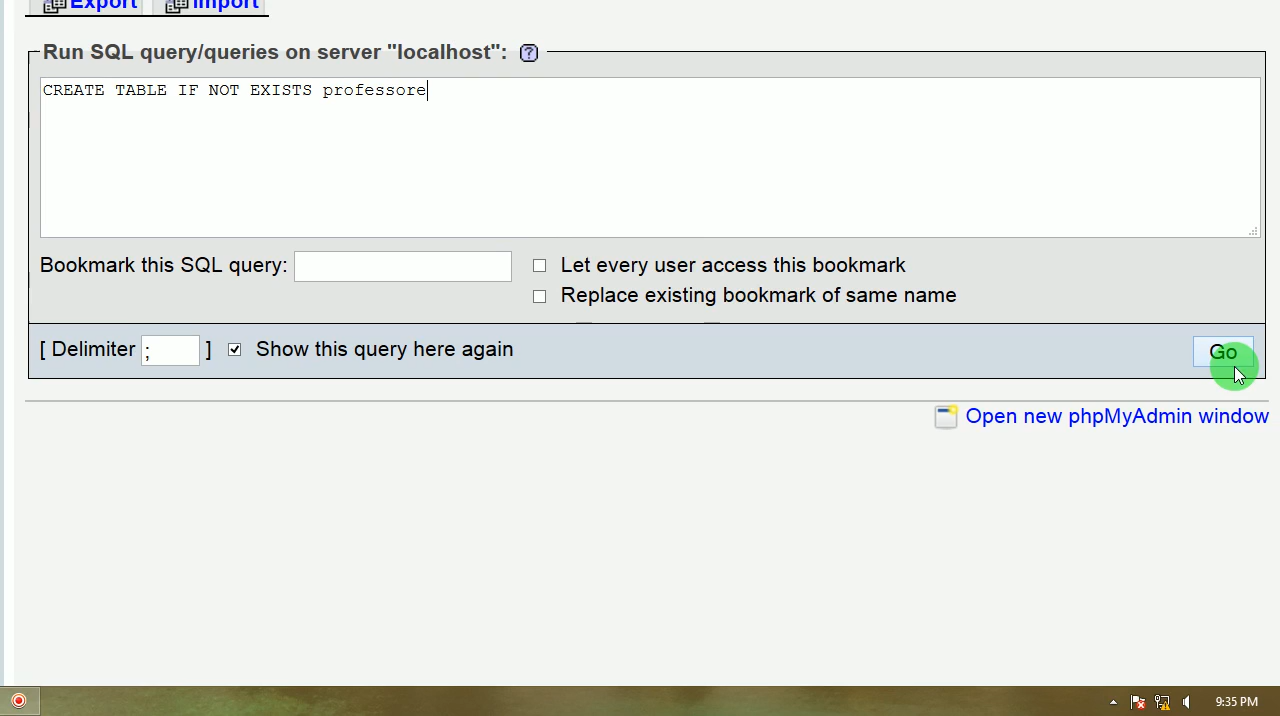 Export Import
Run SQL query/queries on server "localhost": ?
CREATE TABLE IF NOT EXISTS professore
Bookmark this SQL query: Let every user access this bookmark
Replace existing bookmark of same name
[ Delimiter ; ] Show this query here again Go
Open new phpMyAdmin window
9:35 PM